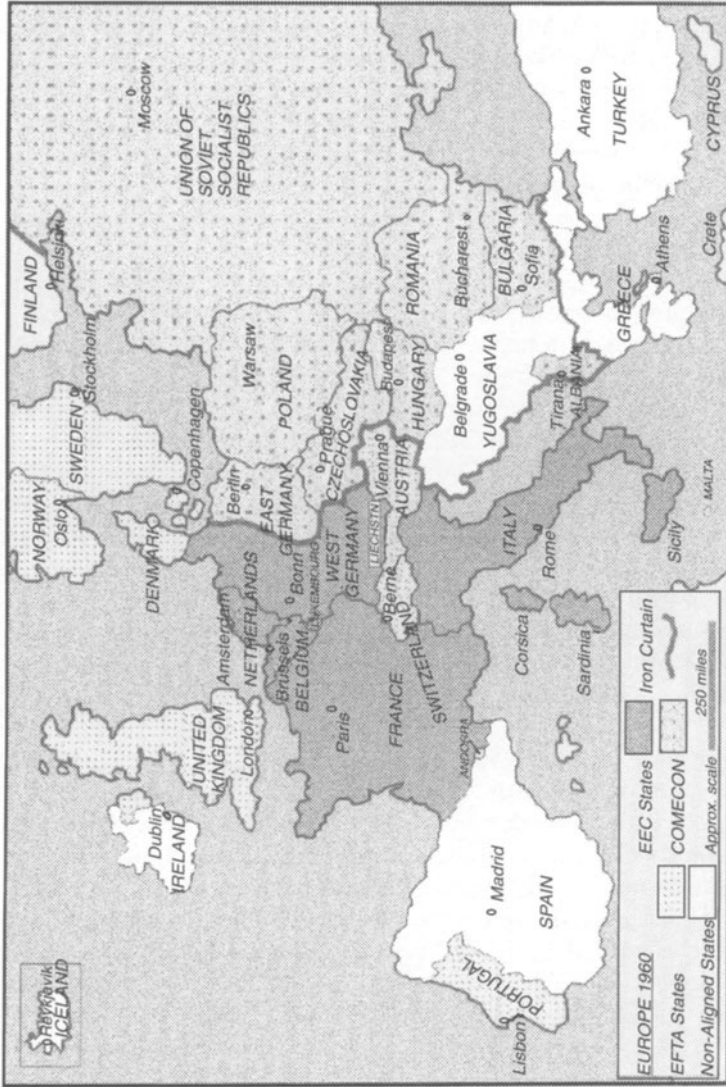 Reykjavik
ICELAND
NORWAY
Oslo
SWEDEN
Stockholm
FINLAND
Helsinki
Moscow
UNION OF
SOVIET
SOCIALIST
REPUBLICS
DENMARK
Copenhagen
Dublin
IRELAND
UNITED
KINGDOM
London
Amsterdam
NETHERLANDS
Brussels
BELGIUM
LUXEMBOURG
Bonn
WEST
GERMANY
Berlin
EAST
GERMANY
Warsaw
POLAND
Prague
CZECHOSLOVAKIA
Paris
FRANCE
Berne
SWITZERLAND
LIECHSTN
Vienna
AUSTRIA
Budapest
HUNGARY
ROMANIA
Bucharest
BULGARIA
Sofia
Belgrade
YUGOSLAVIA
Tirana
ALBANIA
ANDORRA
Madrid
SPAIN
PORTUGAL
Lisbon
Corsica
Sardinia
ITALY
Rome
Sicily
MALTA
GREECE
Athens
Crete
Ankara
TURKEY
CYPRUS
EUROPE 1960
EEC States
Iron Curtain
EFTA States
COMECON
Non-Aligned States
Approx. scale
250 miles